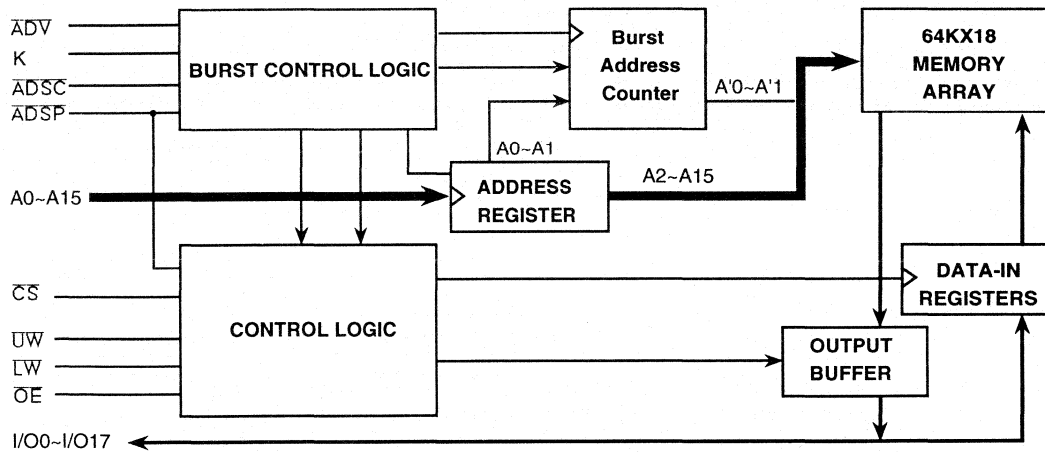 ADV
K
ADSC
ADSP
A0~A15
CS
UW
LW
OE
I/O0~I/O17
BURST CONTROL LOGIC
Burst
Address
Counter
A'0~A'1
64KX18
MEMORY
ARRAY
A0~A1
ADDRESS
REGISTER
A2~A15
CONTROL LOGIC
DATA-IN
REGISTERS
OUTPUT
BUFFER